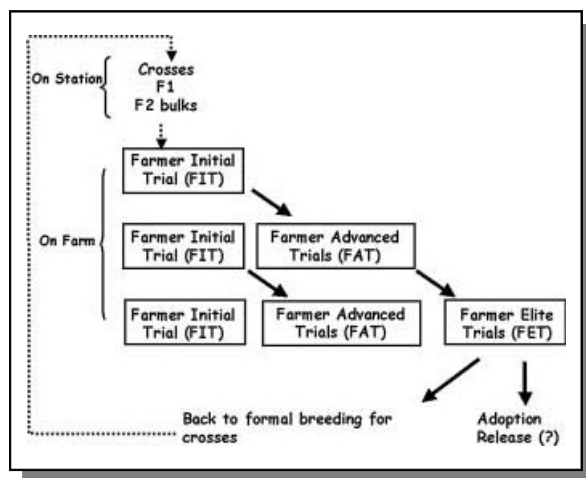 On Station
Crosses
F1
F2 bulks
Farmer Initial
Trial (FIT)
On Farm
Farmer Initial
Trial (FIT)
Farmer Advanced
Trials (FAT)
Farmer Initial
Trial (FIT)
Farmer Advanced
Trials (FAT)
Farmer Elite
Trials (FET)
Back to formal breeding for
crosses
Adoption
Release (?)